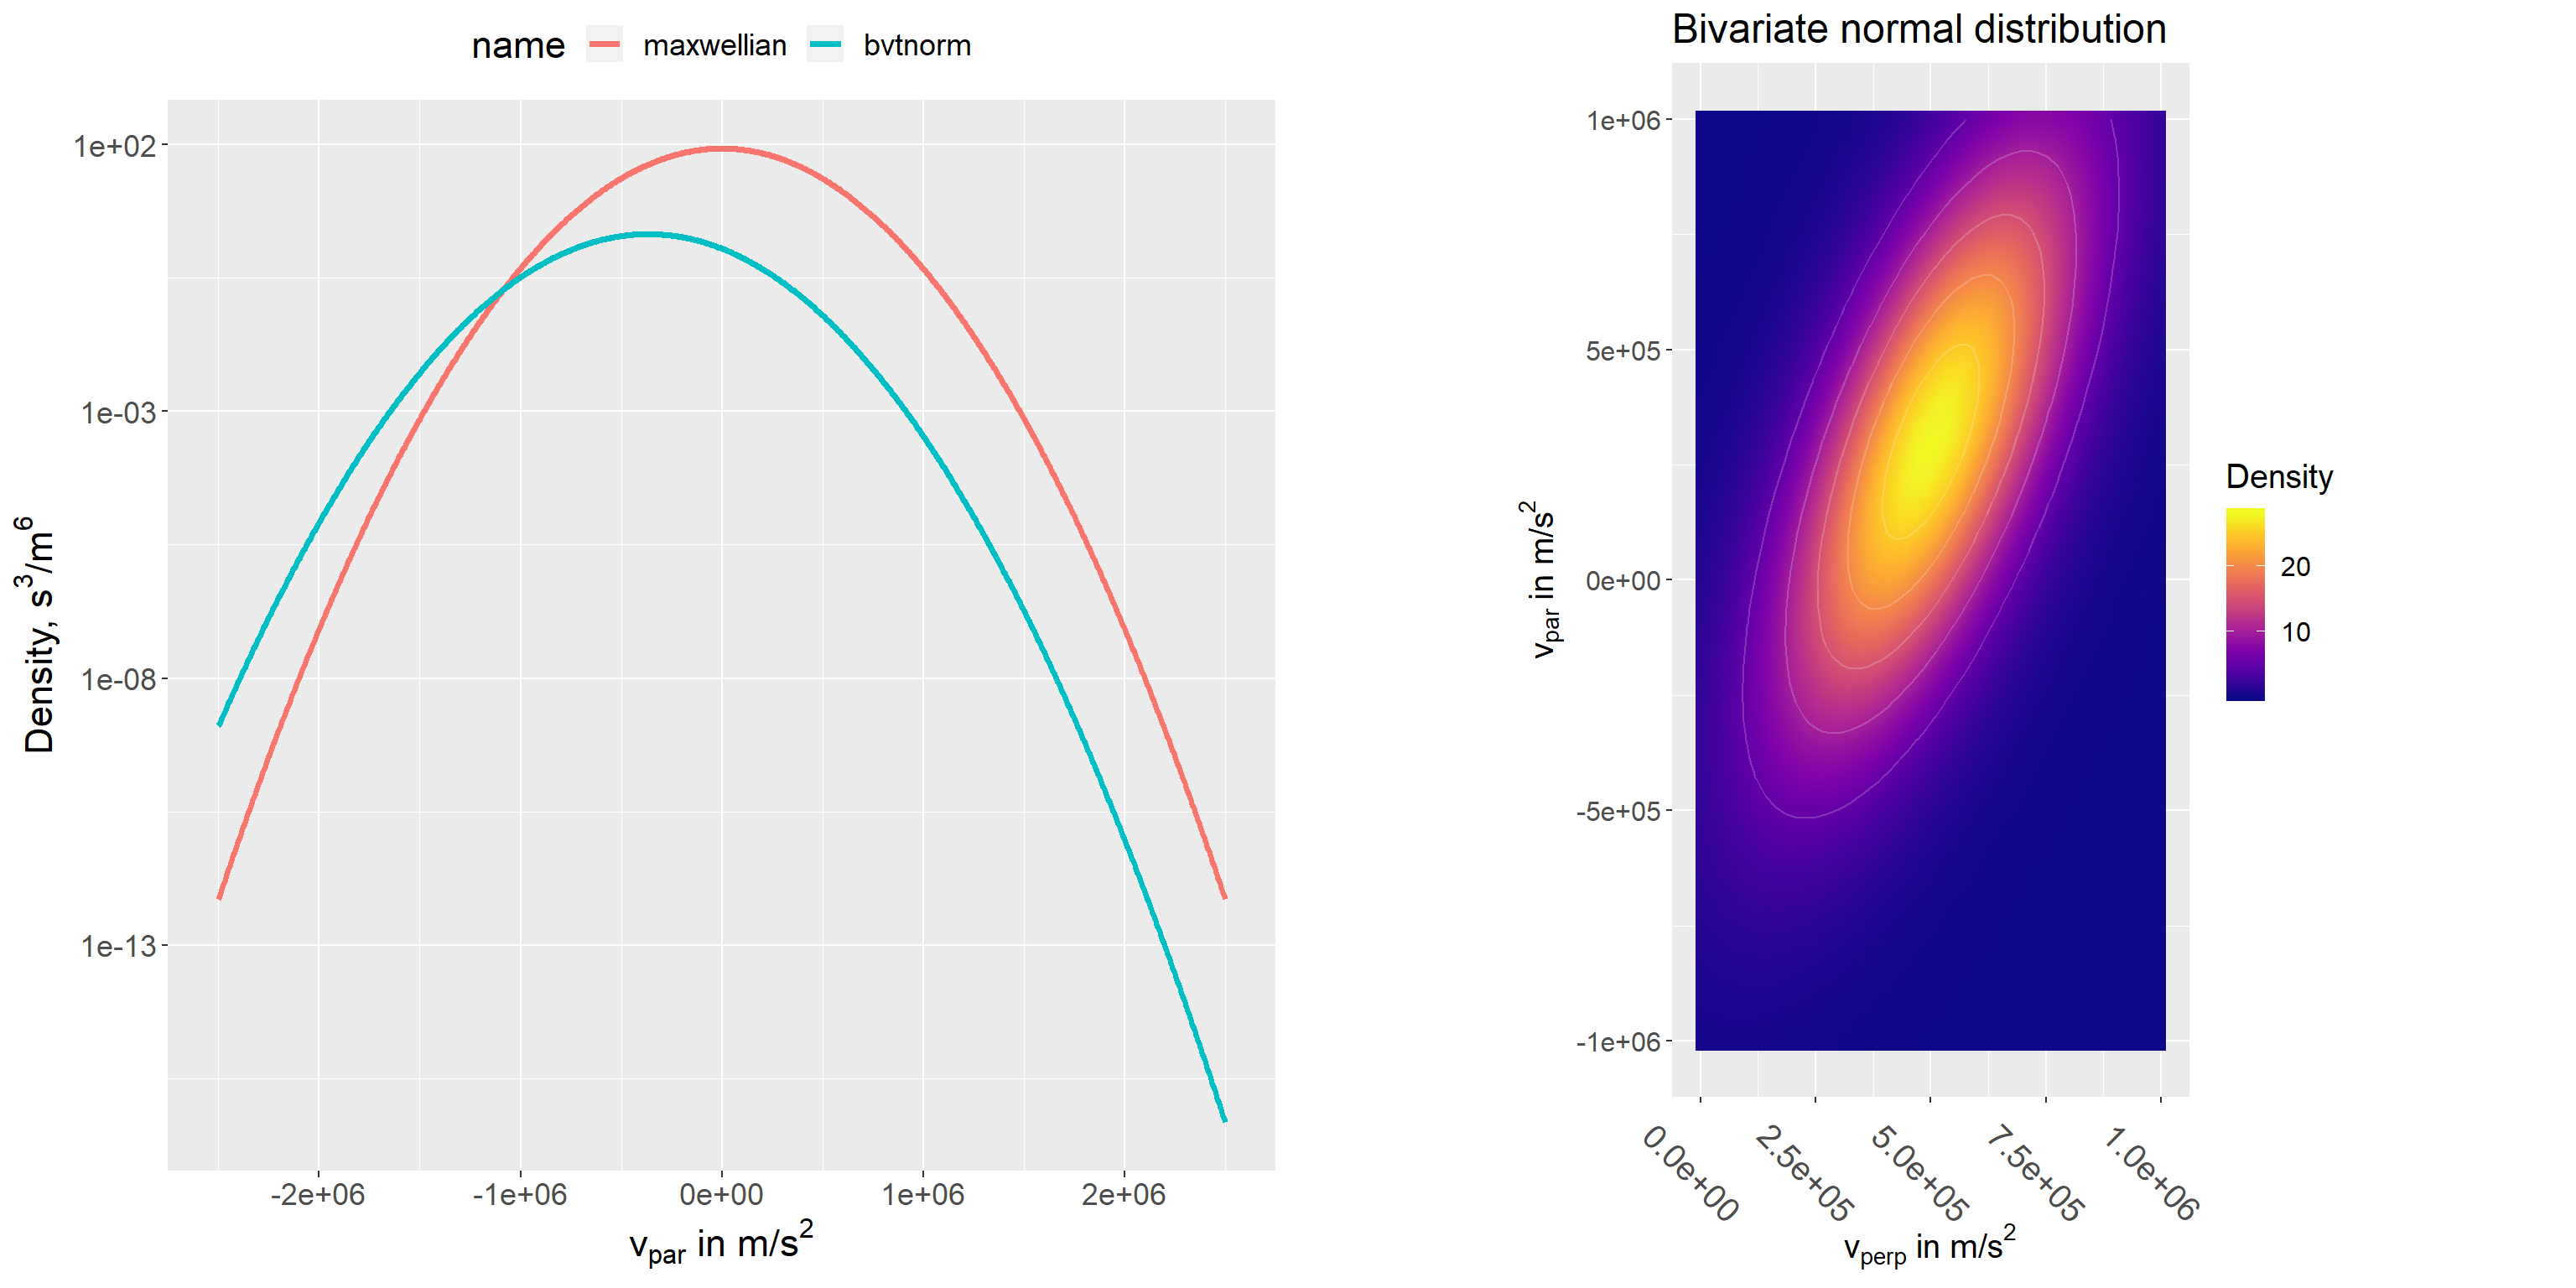 name maxwellian bvtnorm
Density, s³/m⁶
1e+02
1e-03
1e-08
1e-13
-2e+06 -1e+06 0e+00 1e+06 2e+06
v_par in m/s²
Bivariate normal distribution
v_par in m/s²
1e+06
5e+05
0e+00
-5e+05
-1e+06
0.0e+00 2.5e+05 5.0e+05 7.5e+05 1.0e+06
v_perp in m/s²
Density
20
10